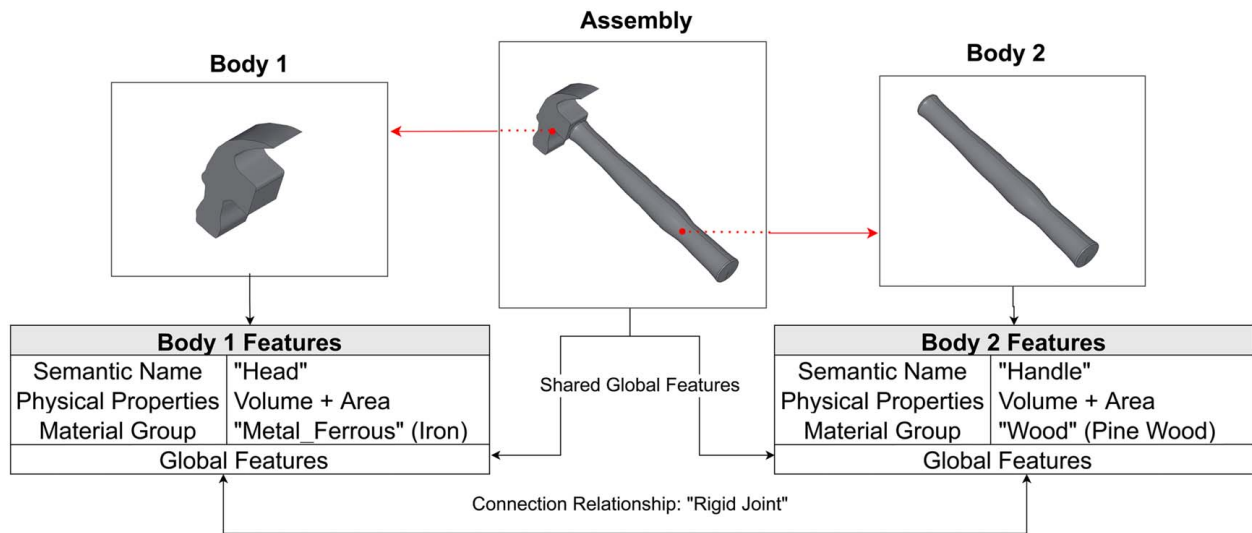 Assembly
Body 1
Body 2
Body 1 Features
Semantic Name "Head"
Physical Properties Volume + Area
Material Group "Metal_Ferrous" (Iron)
Global Features
Shared Global Features
Body 2 Features
Semantic Name "Handle"
Physical Properties Volume + Area
Material Group "Wood" (Pine Wood)
Global Features
Connection Relationship: "Rigid Joint"